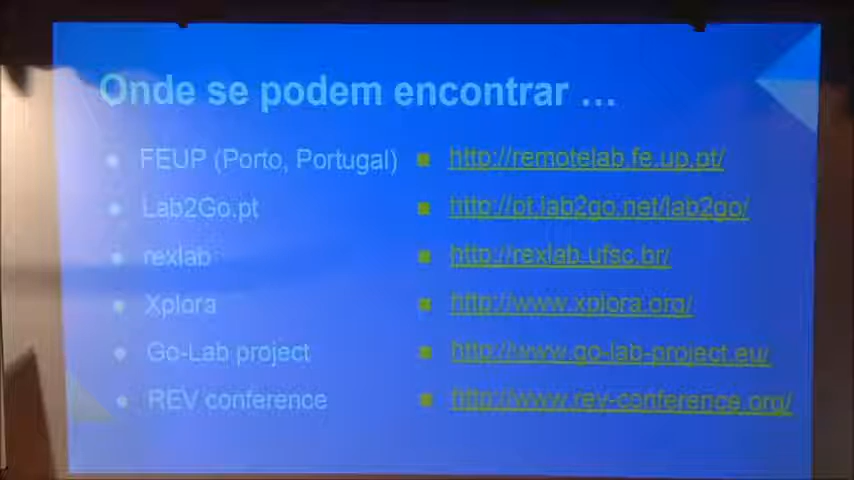 Onde se podem encontrar ...
FEUP (Porto, Portugal) http://remotelab.fe.up.pt/
Lab2Go.pt http://pt.lab2go.net/lab2go/
rexlab http://rexlab.ufsc.br/
Xplora http://www.xplora.org/
Go-Lab project http://www.go-lab-project.eu/
REV conference http://www.rev-conference.org/